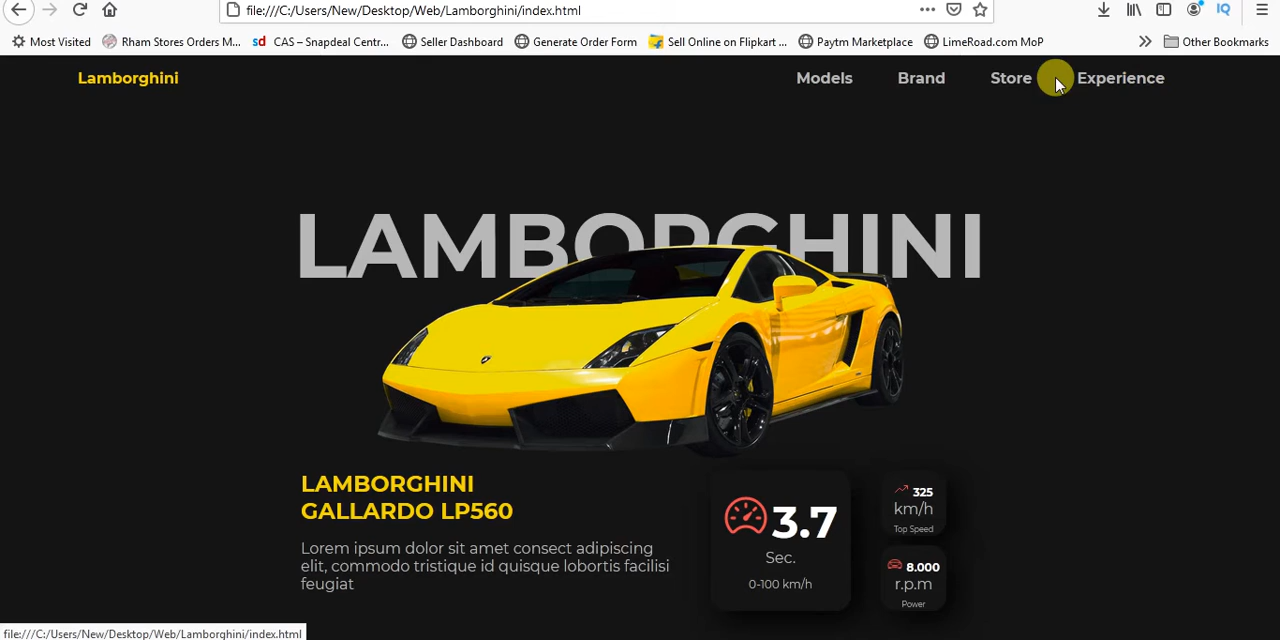 file:///C:/Users/New/Desktop/Web/Lamborghini/index.html
IQ
Most Visited Rham Stores Orders M... sd CAS – Snapdeal Centr... Seller Dashboard Generate Order Form Sell Online on Flipkart ... Paytm Marketplace LimeRoad.com MoP Other Bookmarks
Lamborghini Models Brand Store Experience
LAMBORGHINI
LAMBORGHINI
GALLARDO LP560
Lorem ipsum dolor sit amet consect adipiscing
elit, commodo tristique id quisque lobortis facilisi
feugiat
3.7
Sec.
0-100 km/h
325
km/h
Top Speed
8.000
r.p.m
Power
file:///C:/Users/New/Desktop/Web/Lamborghini/index.html